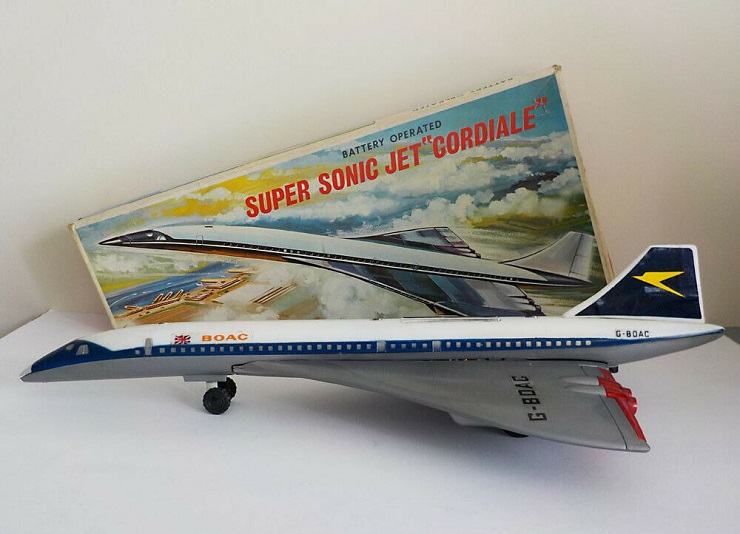 BATTERY OPERATED
SUPER SONIC JET "CORDIALE"
BOAC
G-BOAC
G-BOAC